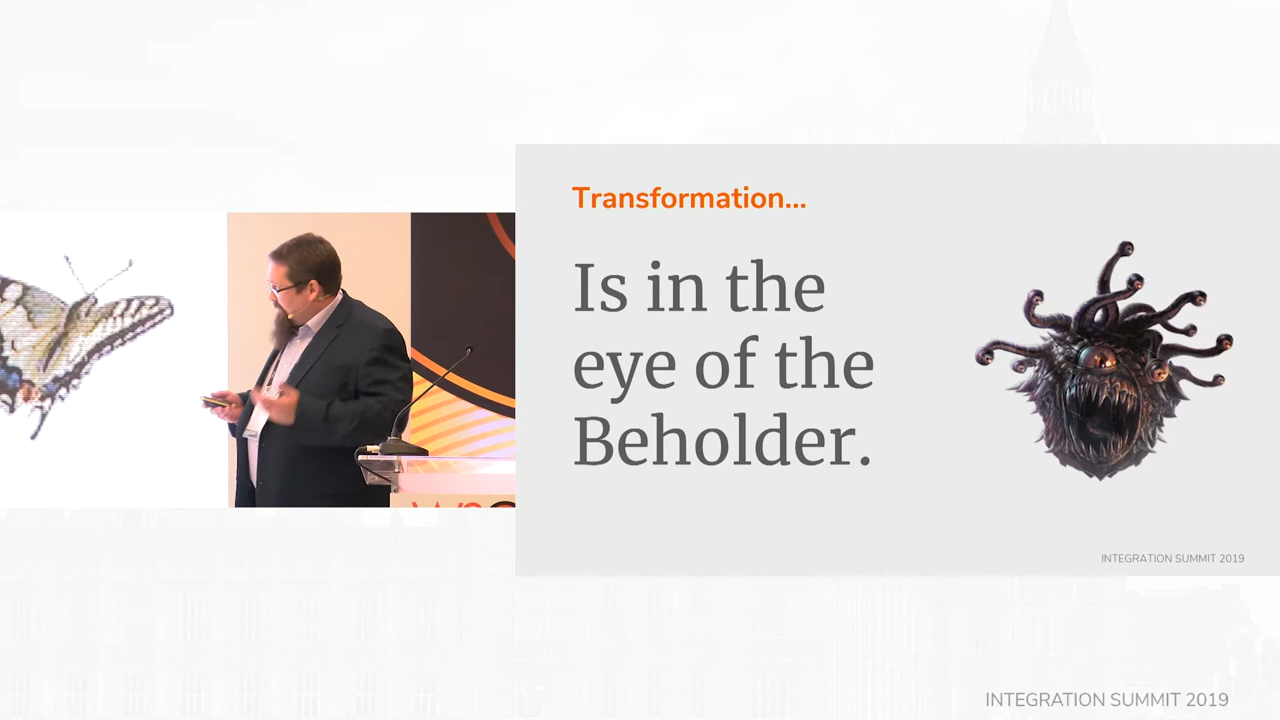 Transformation...
Is in the
eye of the
Beholder.
INTEGRATION SUMMIT 2019
INTEGRATION SUMMIT 2019